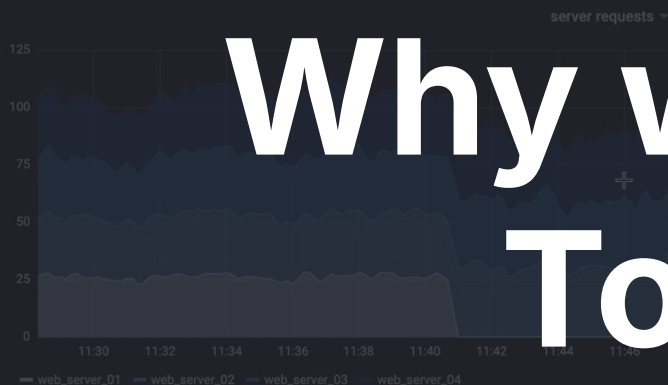 server requests
125
Why
100
75
50
To
25
0
11:30 11:32 11:34 11:36 11:38 11:40 11:42 11:44 11:46
web_server_01 web_server_02 web_server_03 web_server_04